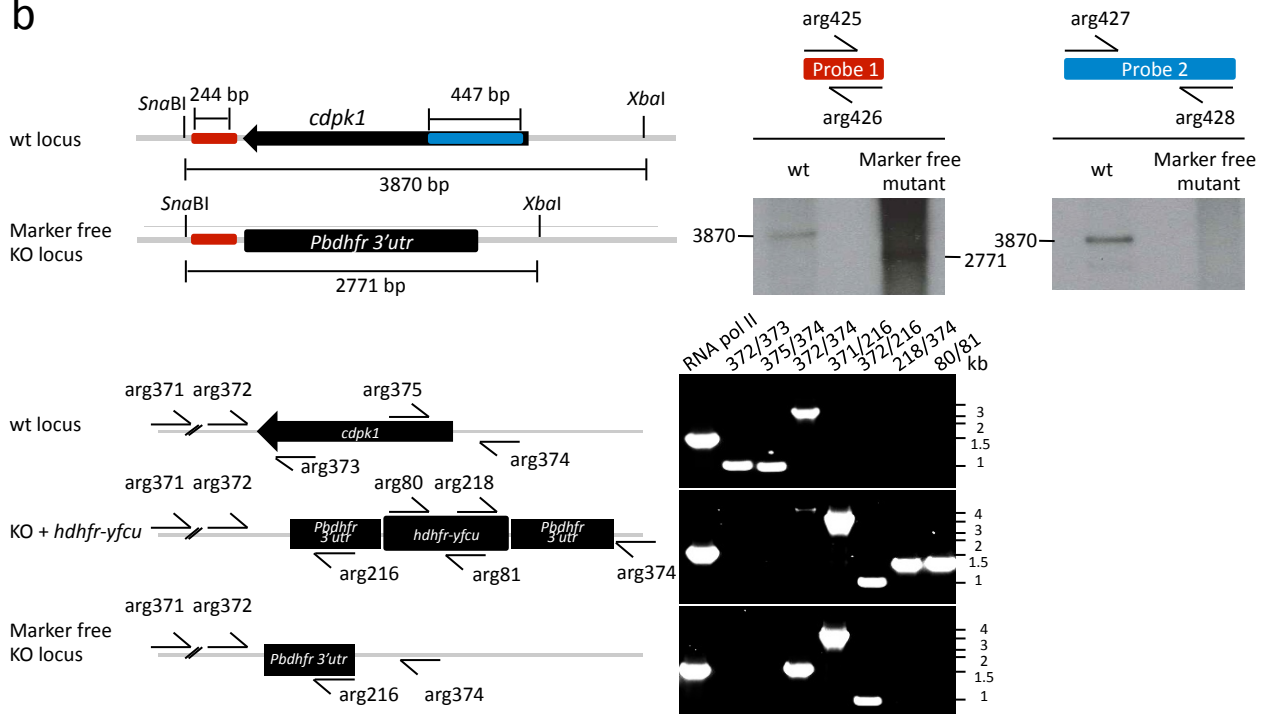 b
SnaBI
244 bp
cdpk1
447 bp
XbaI
wt locus
3870 bp
SnaBI
XbaI
Marker free
KO locus
Pbdhfr 3’utr
2771 bp
arg425
Probe 1
arg426
wt
Marker free
mutant
3870
2771
arg427
Probe 2
arg428
wt
Marker free
mutant
3870
arg371
arg372
arg375
wt locus
cdpk1
arg373
arg374
arg371
arg372
arg80
arg218
KO + hdhfr-yfcu
Pbdhfr
3’utr
hdhfr-yfcu
Pbdhfr
3’utr
arg216
arg81
arg374
arg371
arg372
Marker free
KO locus
Pbdhfr 3’utr
arg216
arg374
RNA pol II
372/373
375/374
372/374
371/216
372/216
218/374
80/81
kb
3
2
1.5
1
4
3
2
1.5
1
4
3
2
1.5
1